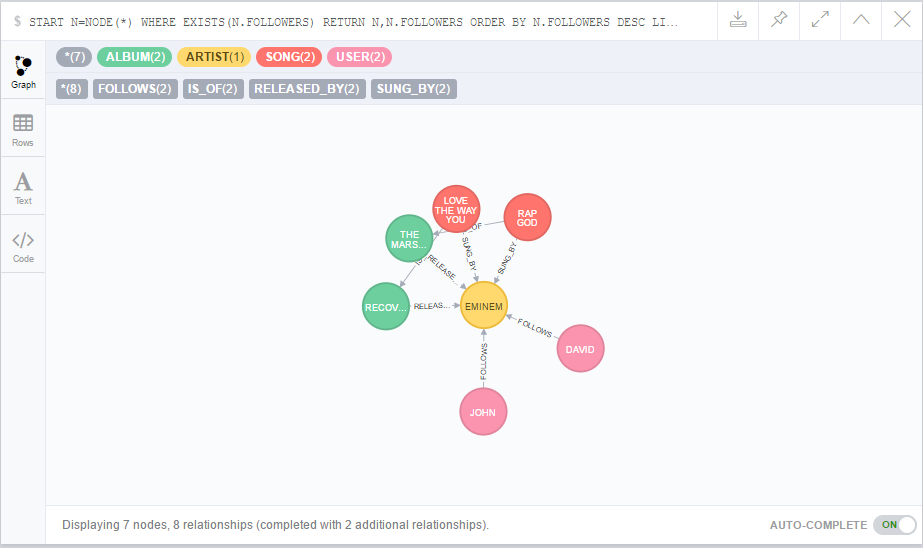 $ START N=NODE(*) WHERE EXISTS(N.FOLLOWERS) RETURN N,N.FOLLOWERS ORDER BY N.FOLLOWERS DESC LI...
*(7) ALBUM(2) ARTIST(1) SONG(2) USER(2)
*(8) FOLLOWS(2) IS_OF(2) RELEASED_BY(2) SUNG_BY(2)
Graph
Rows
A
Text
</>
Code
LOVE
THE WAY
YOU
RAP
GOD
_OF
THE
MARS...
SUNG_BY
SUNG_BY
RELEASE...
RECOV...
RELEAS...
EMINEM
FOLLOWS
DAVID
FOLLOWS
JOHN
Displaying 7 nodes, 8 relationships (completed with 2 additional relationships).
AUTO-COMPLETE ON